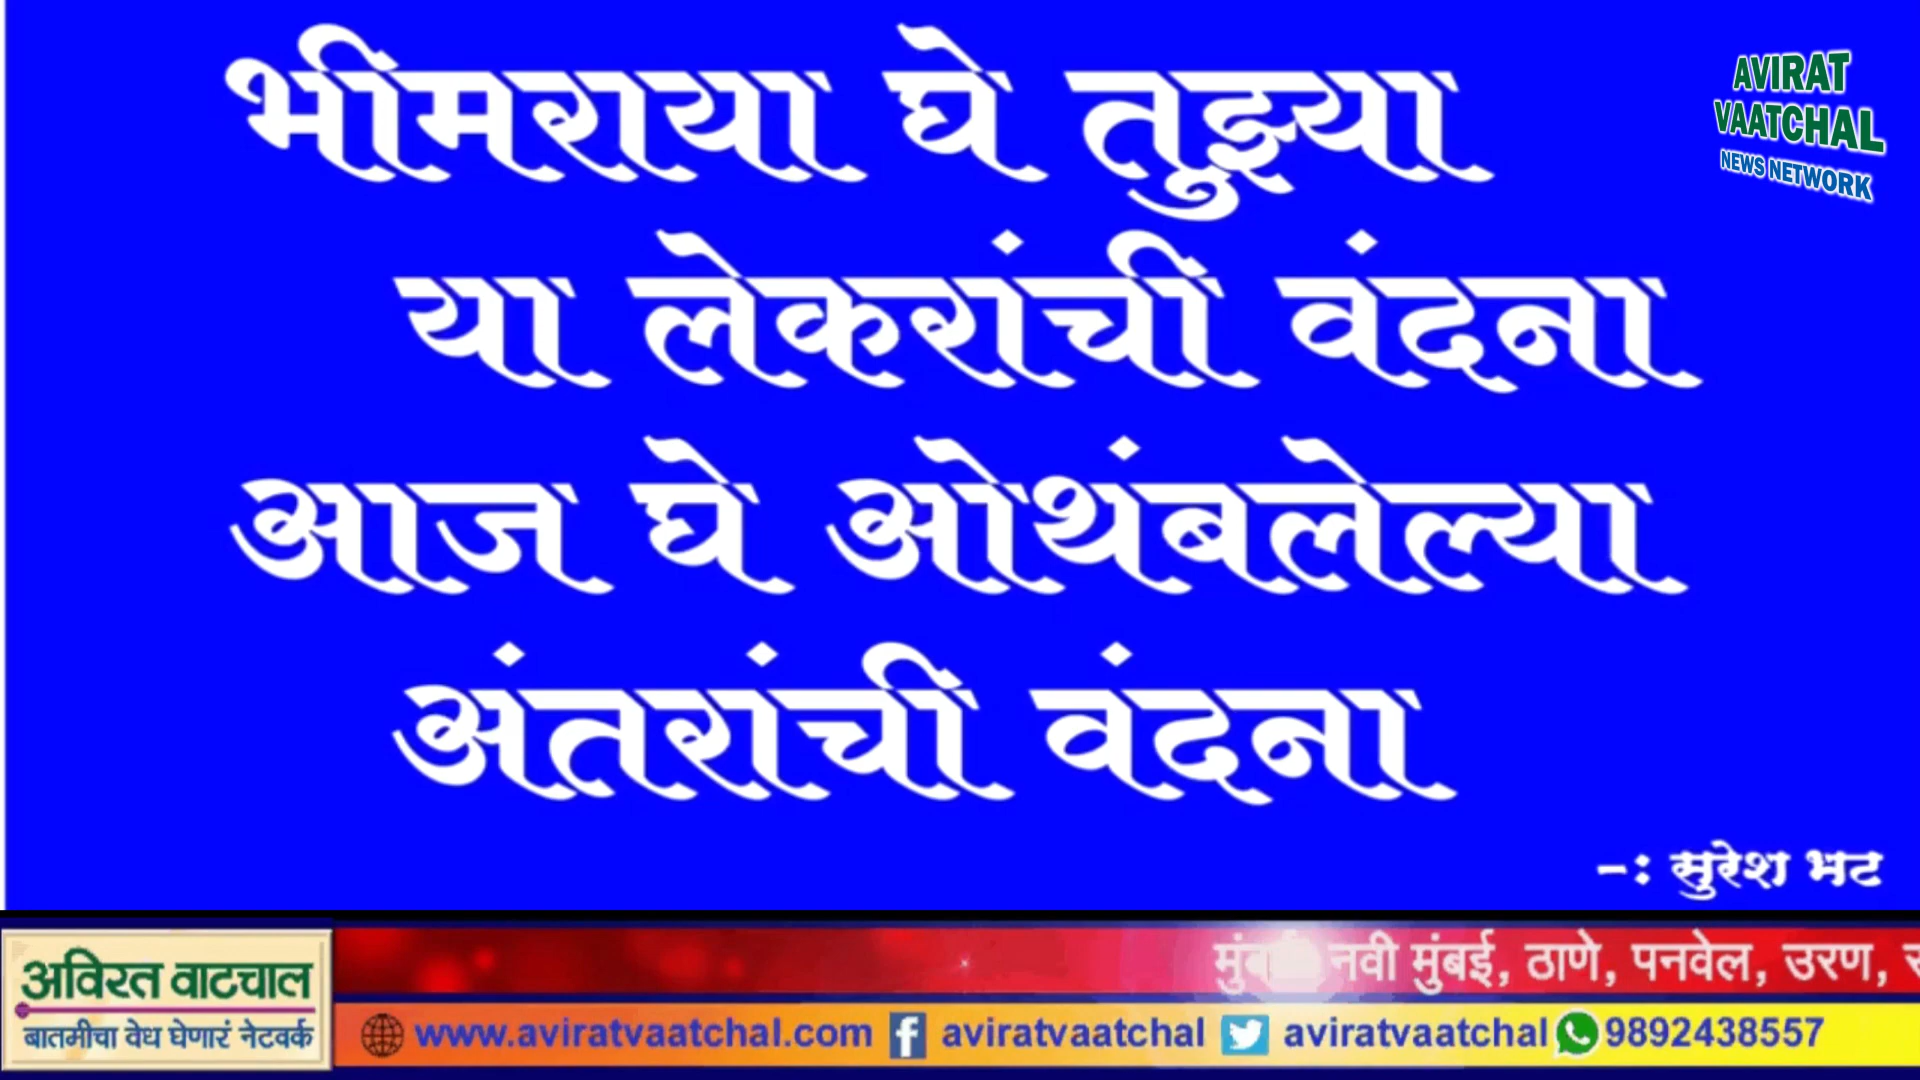 भीमराया घे तुझ्या
या लेकरांची वंदना
आज घे ओथंबलेल्या
अंतरांची वंदना
-: सुरेश भट
AVIRAT
VAATCHAL
NEWS NETWORK
नवी मुंबई, ठाणे, पनवेल, उरण,
अविरत वाटचाल
बातमीचा वेध घेणारं नेटवर्क
www.aviratvaatchal.com aviratvaatchal aviratvaatchal 9892438557